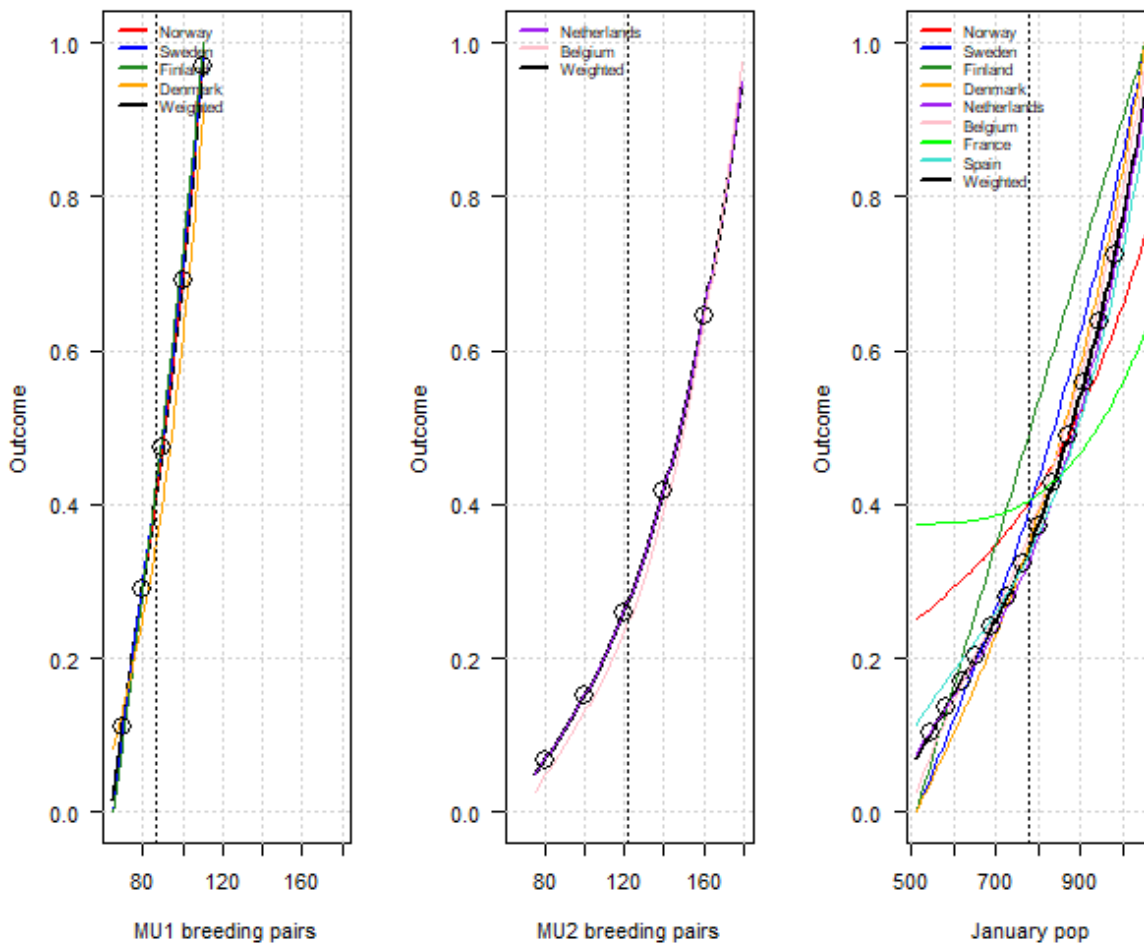 Outcome
1.0
0.8
0.6
0.4
0.2
0.0
Norway
Sweden
Finland
Denmark
Weighted
80
120
160
MU1 breeding pairs
Outcome
1.0
0.8
0.6
0.4
0.2
0.0
Netherlands
Belgium
Weighted
80
120
160
MU2 breeding pairs
Outcome
1.0
0.8
0.6
0.4
0.2
0.0
Norway
Sweden
Finland
Denmark
Netherlands
Belgium
France
Spain
Weighted
500
700
900
January pop